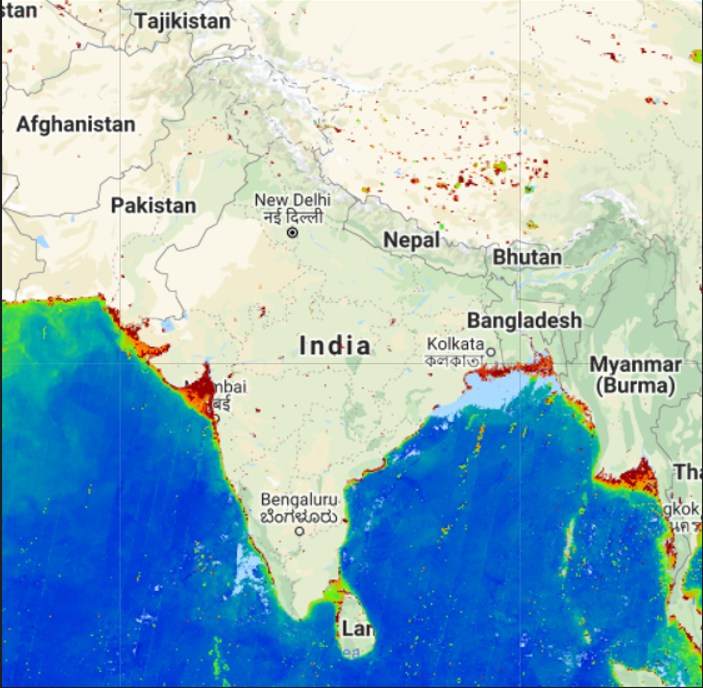 stan
Tajikistan
Afghanistan
Pakistan
New Delhi
नई दिल्ली
Nepal
Bhutan
Bangladesh
India
Kolkata
কলকাতা
Myanmar
(Burma)
mbai
बई
Tha
Bengaluru
ಬೆಂಗಳೂರು
gkok
Lan